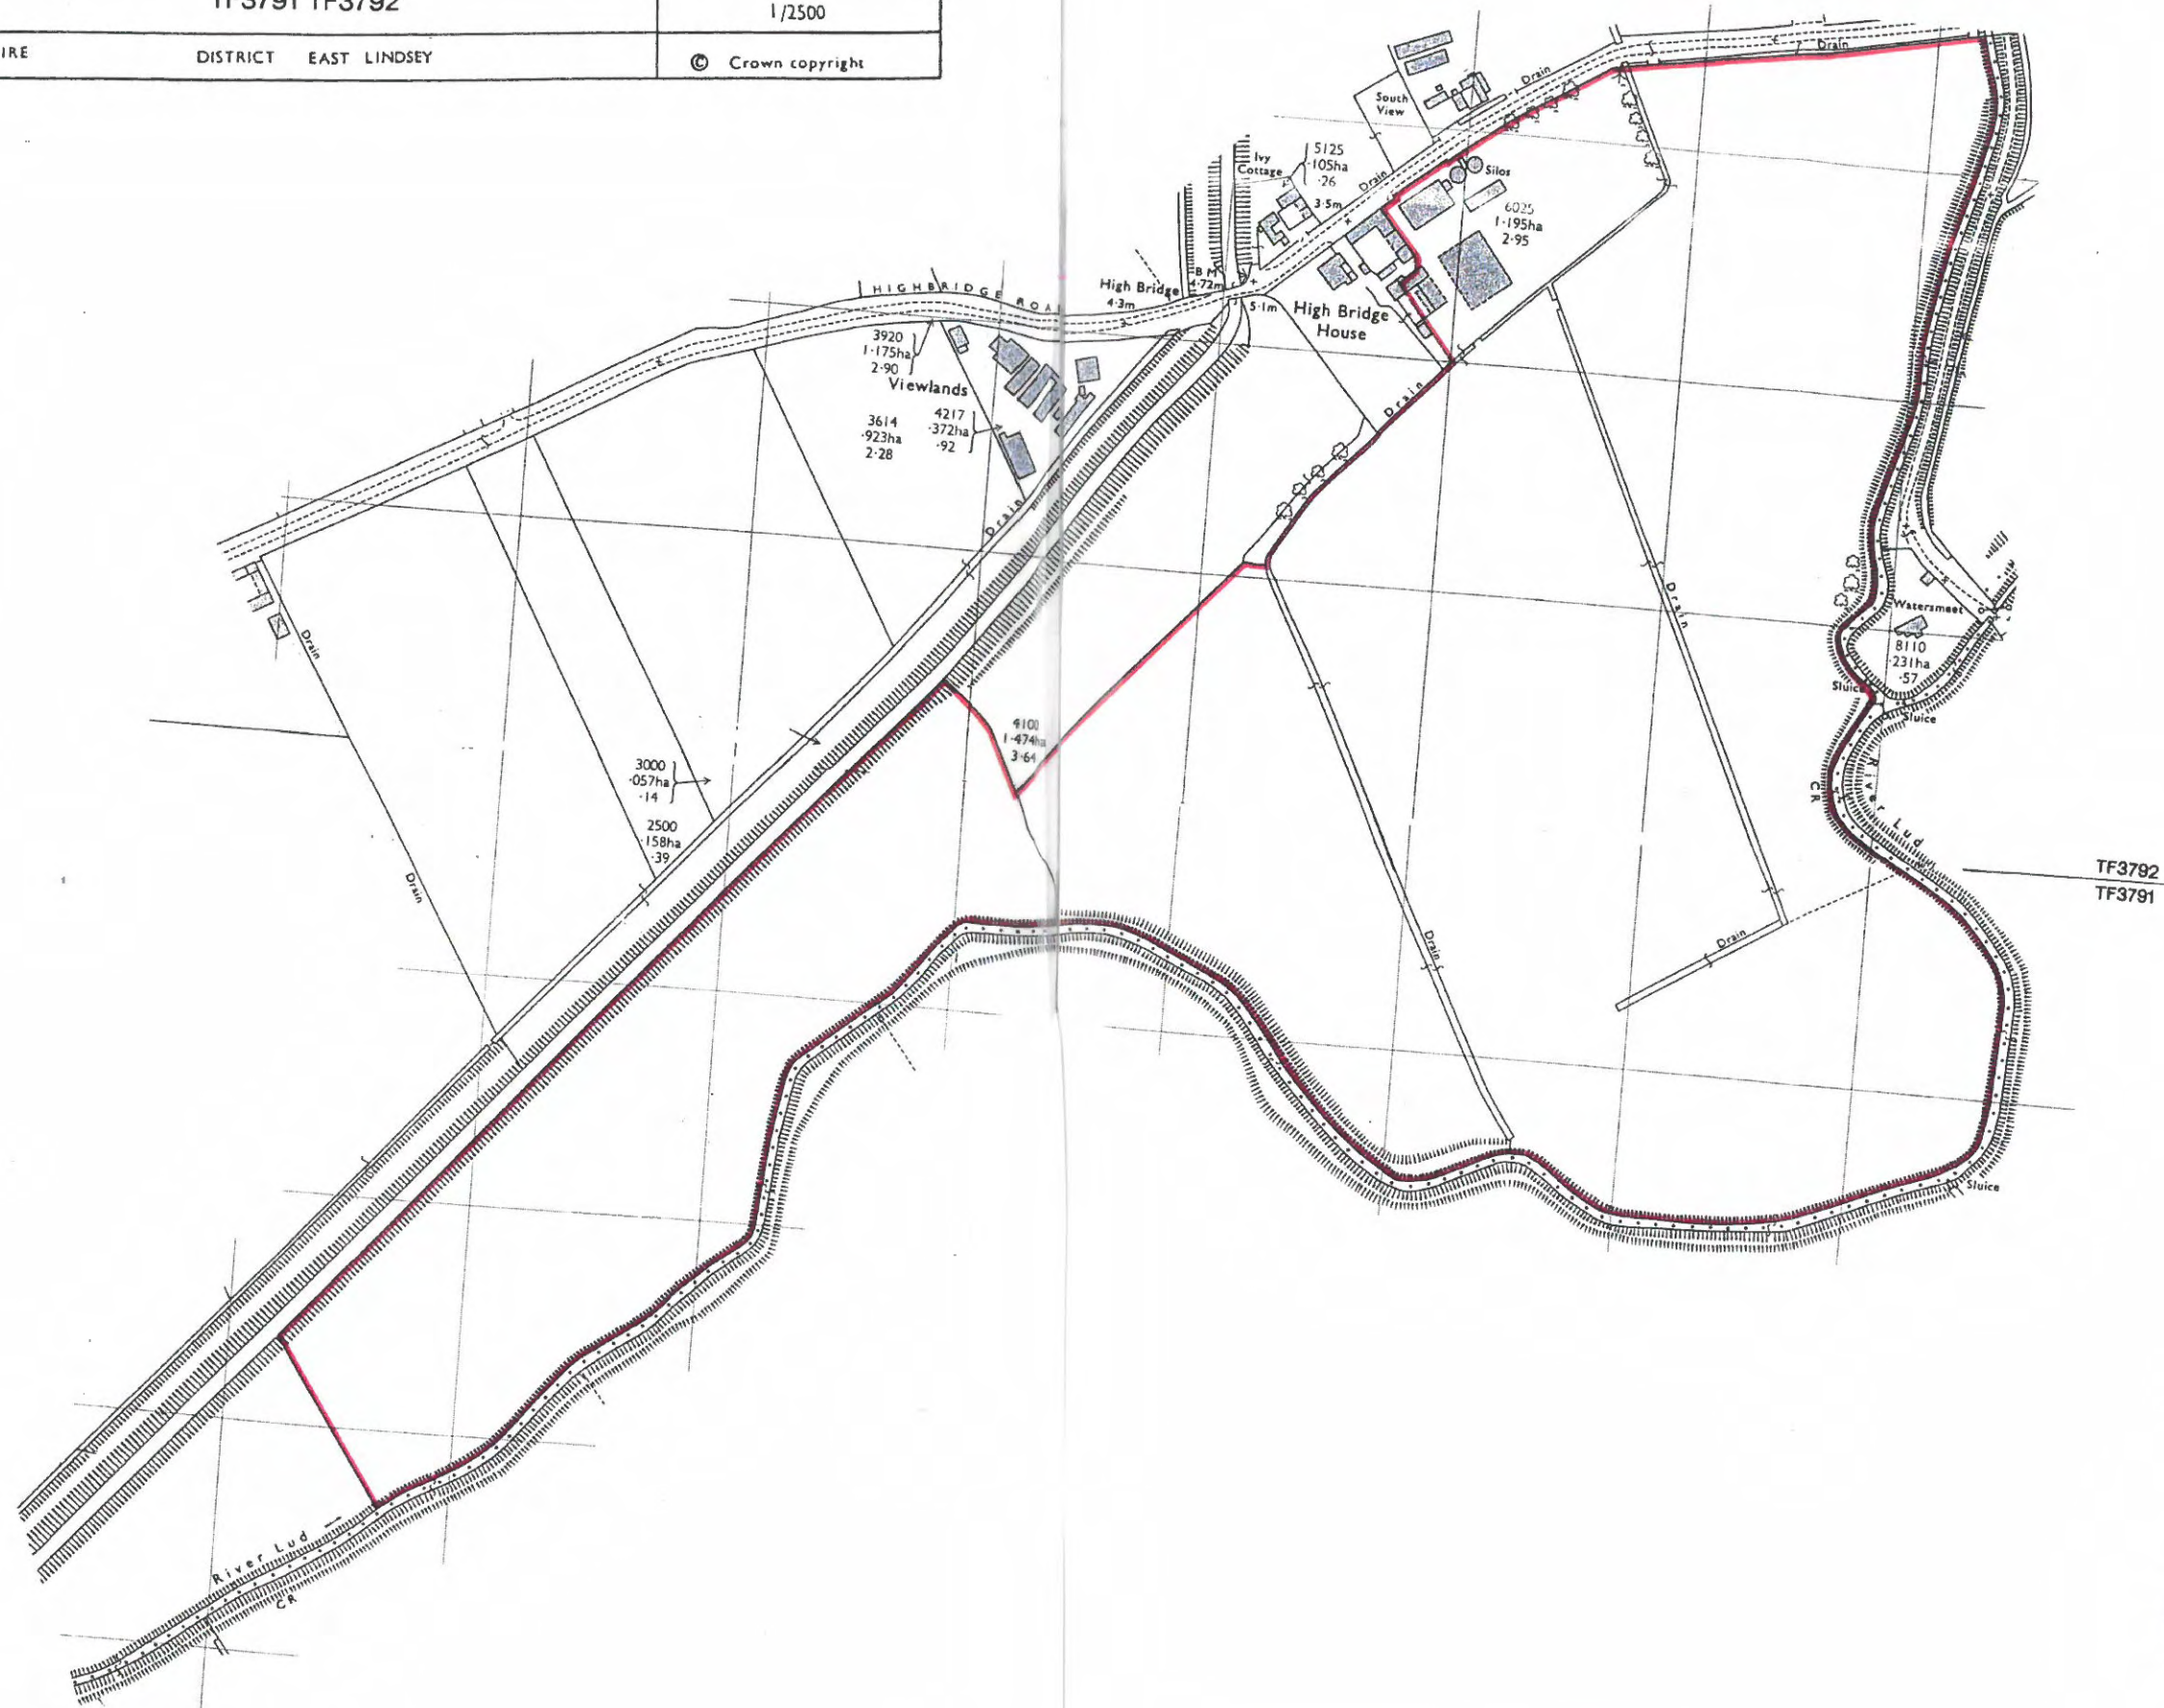 TF3791 TF3792
1/2500
IRE
DISTRICT EAST LINDSEY
© Crown copyright
Drain
Drain
South
View
Ivy
Cottage
5125
·105ha
·26
Drain
3·5m
Silos
6025
1·195ha
2·95
BM
4·72m
High Bridge
4·3m
5·1m
High Bridge
House
HIGHBRIDGE ROA
3920
1·175ha
2·90
Viewlands
3614
·923ha
2·28
4217
·372ha
·92
Drain
Drain
Drain
Drain
Watersmeet
8110
·231ha
·57
Sluice
Sluice
River Lud
CR
4100
1·474ha
3·64
3000
·057ha
·14
2500
·158ha
·39
TF3792
TF3791
Drain
Drain
Drain
Sluice
River Lud
CR